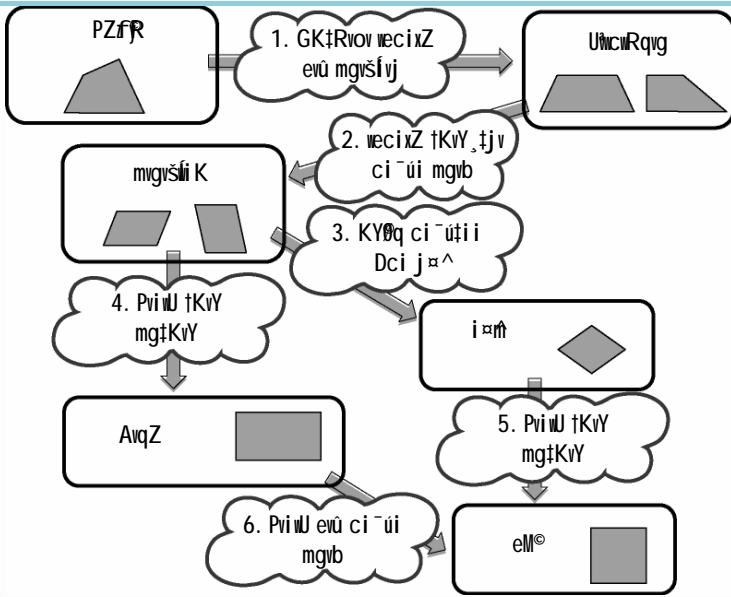 PZzfy©R
1. GK‡Rvov wecixZ
evû mgvšÍvj
UªvwcwRqvg
2. wecixZ †KvY¸‡jv
ci¯úi mgvb
mvgvšÍwiK
3. KY©Øq ci¯ú‡ii
Dci j¤^
4. PviwU †KvY
mg‡KvY
i¤^m
AvqZ
5. PviwU †KvY
mg‡KvY
6. PviwU evû ci¯úi
mgvb
eM©